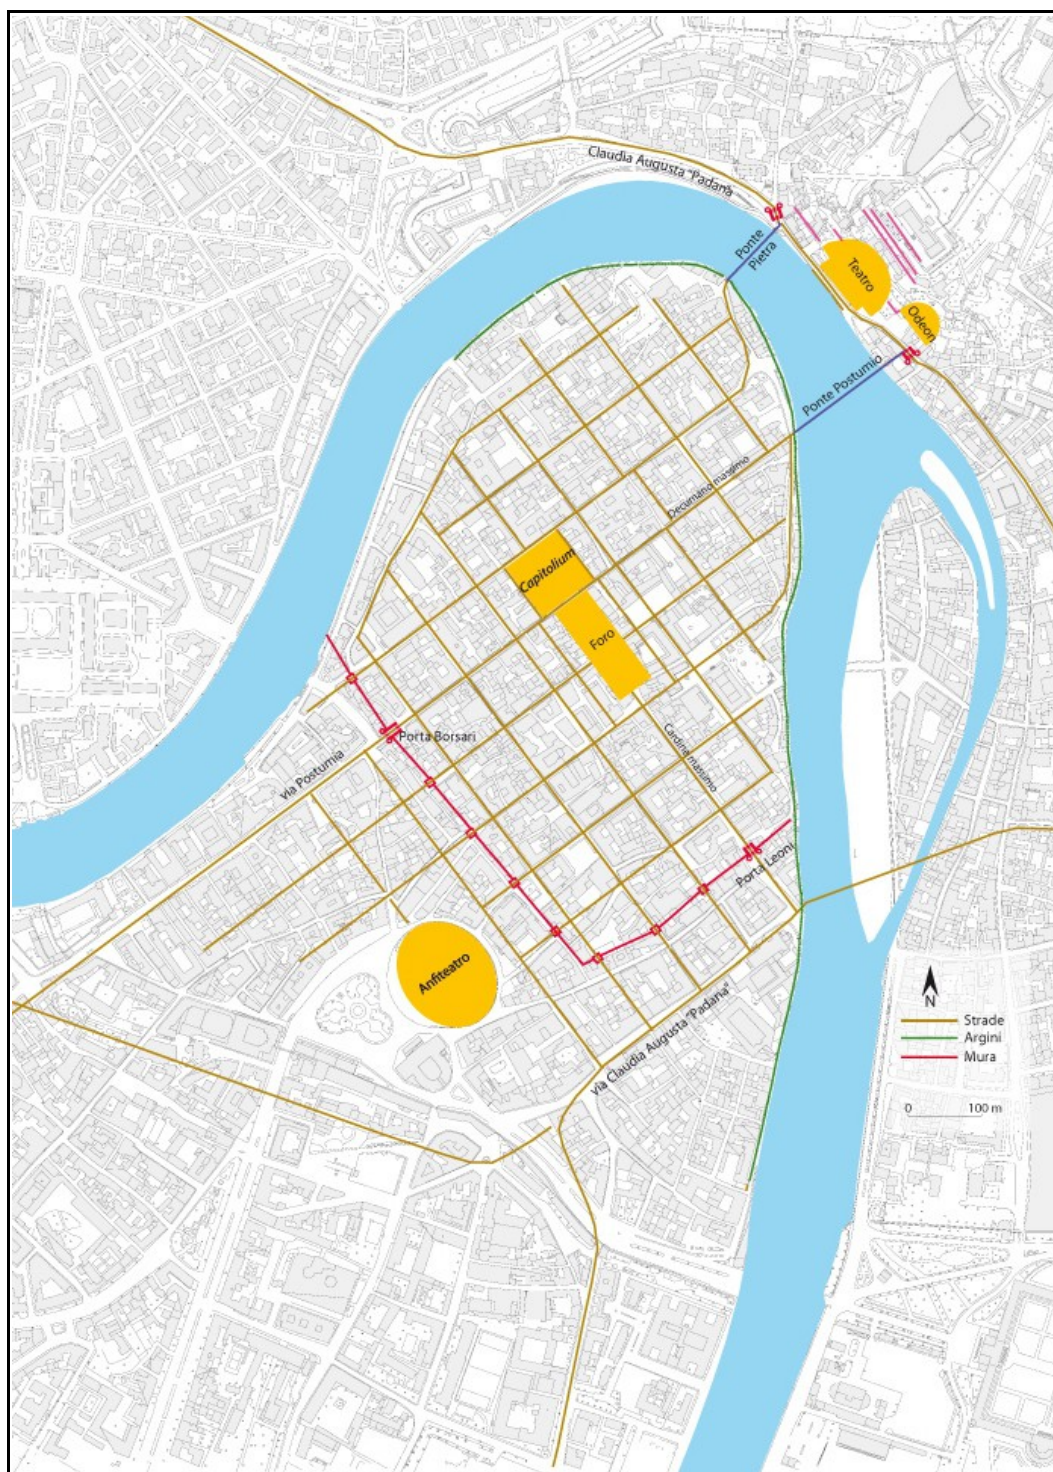 Claudia Augusta "Padana"
Ponte
Pietra
Teatro
Odeon
Ponte Postumio
Decumano massimo
Capitolium
Foro
Porta Borsari
via Postumia
Cardine massimo
Porta Leoni
Anfiteatro
via Claudia Augusta "Padana"
N
Strade
Argini
Mura
0 100 m